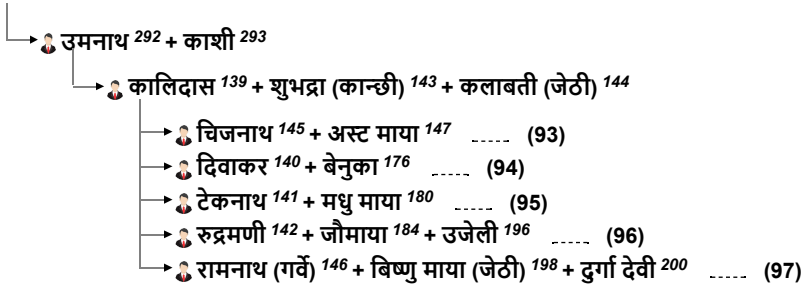 उमनाथ 292 + काशी 293
कालिदास 139 + शुभद्रा (कान्छी) 143 + कलाबती (जेठी) 144
चिजनाथ 145 + अस्ट माया 147 ...... (93)
दिवाकर 140 + बेनुका 176 ...... (94)
टेकनाथ 141 + मधु माया 180 ...... (95)
रुद्रमणी 142 + जौमाया 184 + उजेली 196 ...... (96)
रामनाथ (गर्वे) 146 + बिष्णु माया (जेठी) 198 + दुर्गा देवी 200 ...... (97)